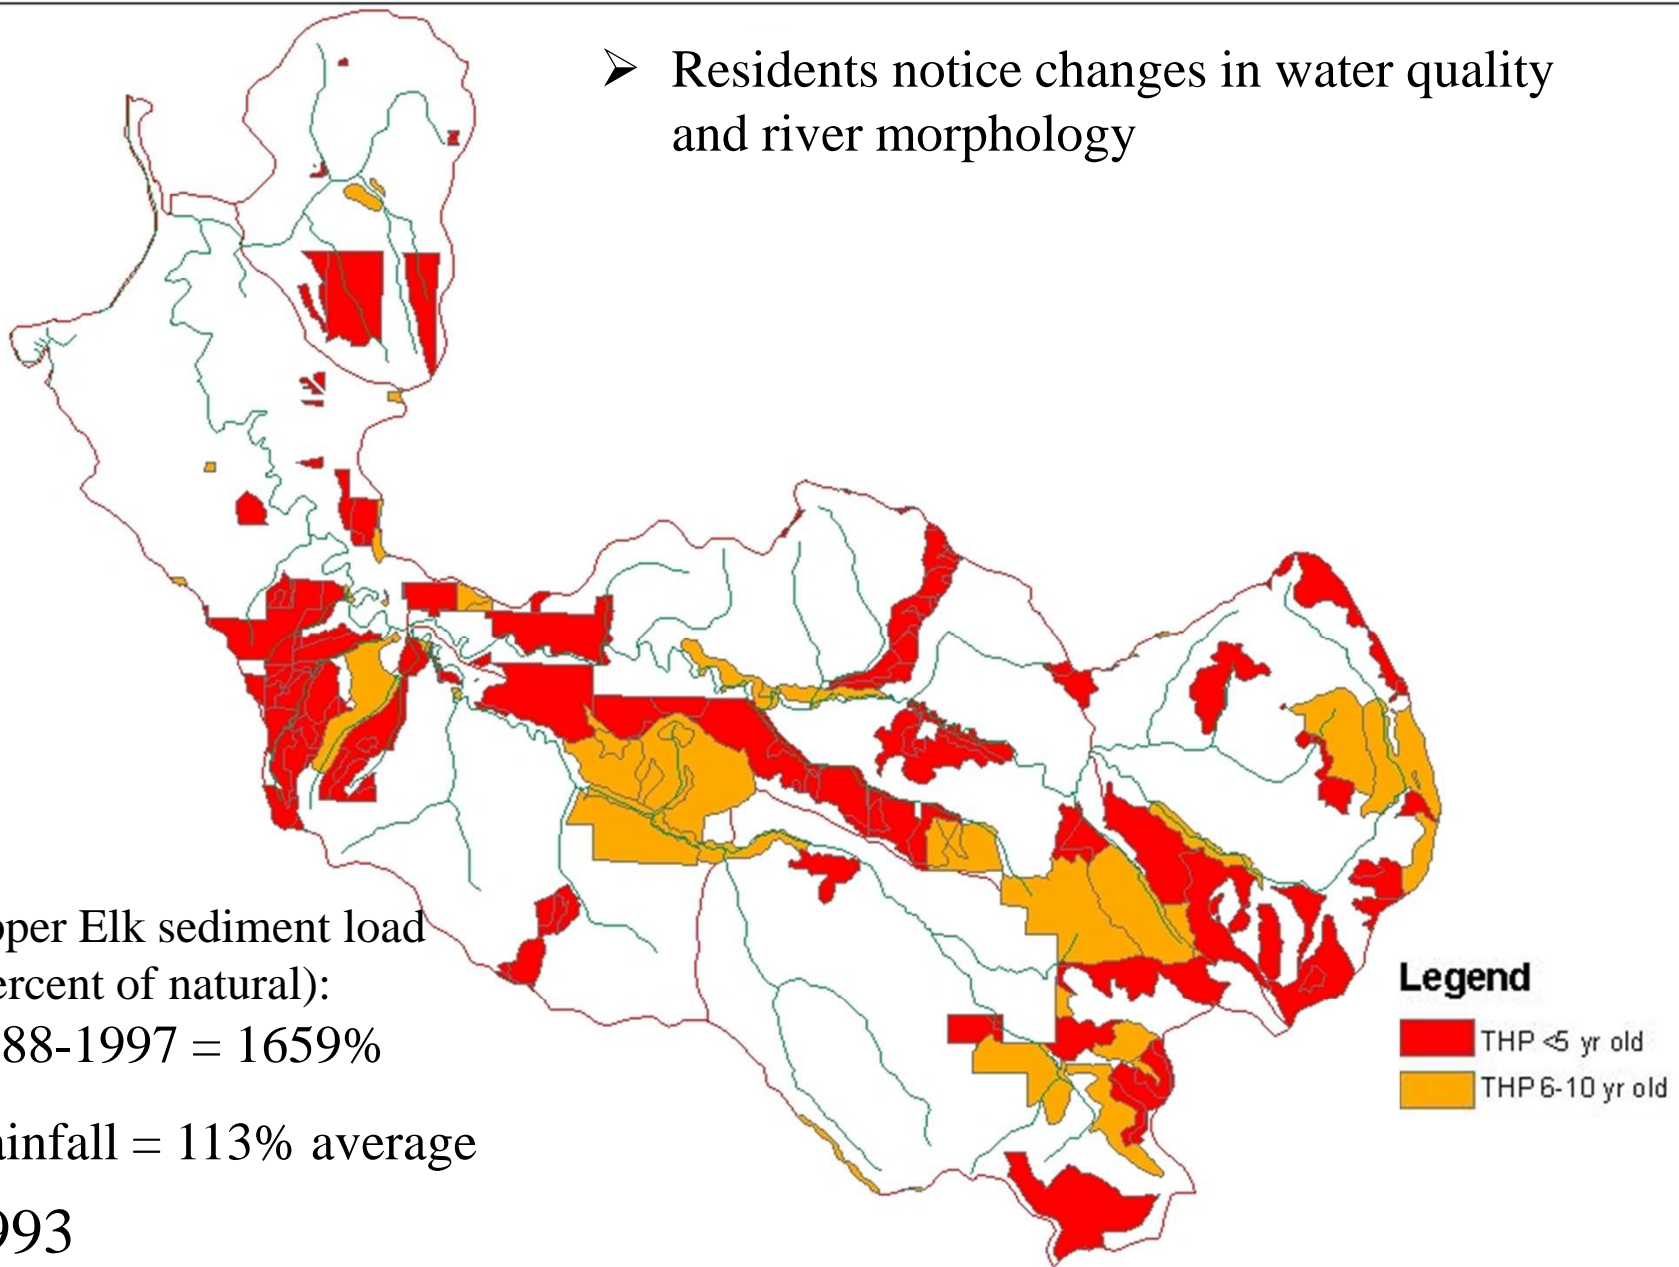 ➢ Residents notice changes in water quality
and river morphology
pper Elk sediment load
ercent of natural):
88-1997 = 1659%
ainfall = 113% average
993
Legend
THP <5 yr old
THP 6-10 yr old